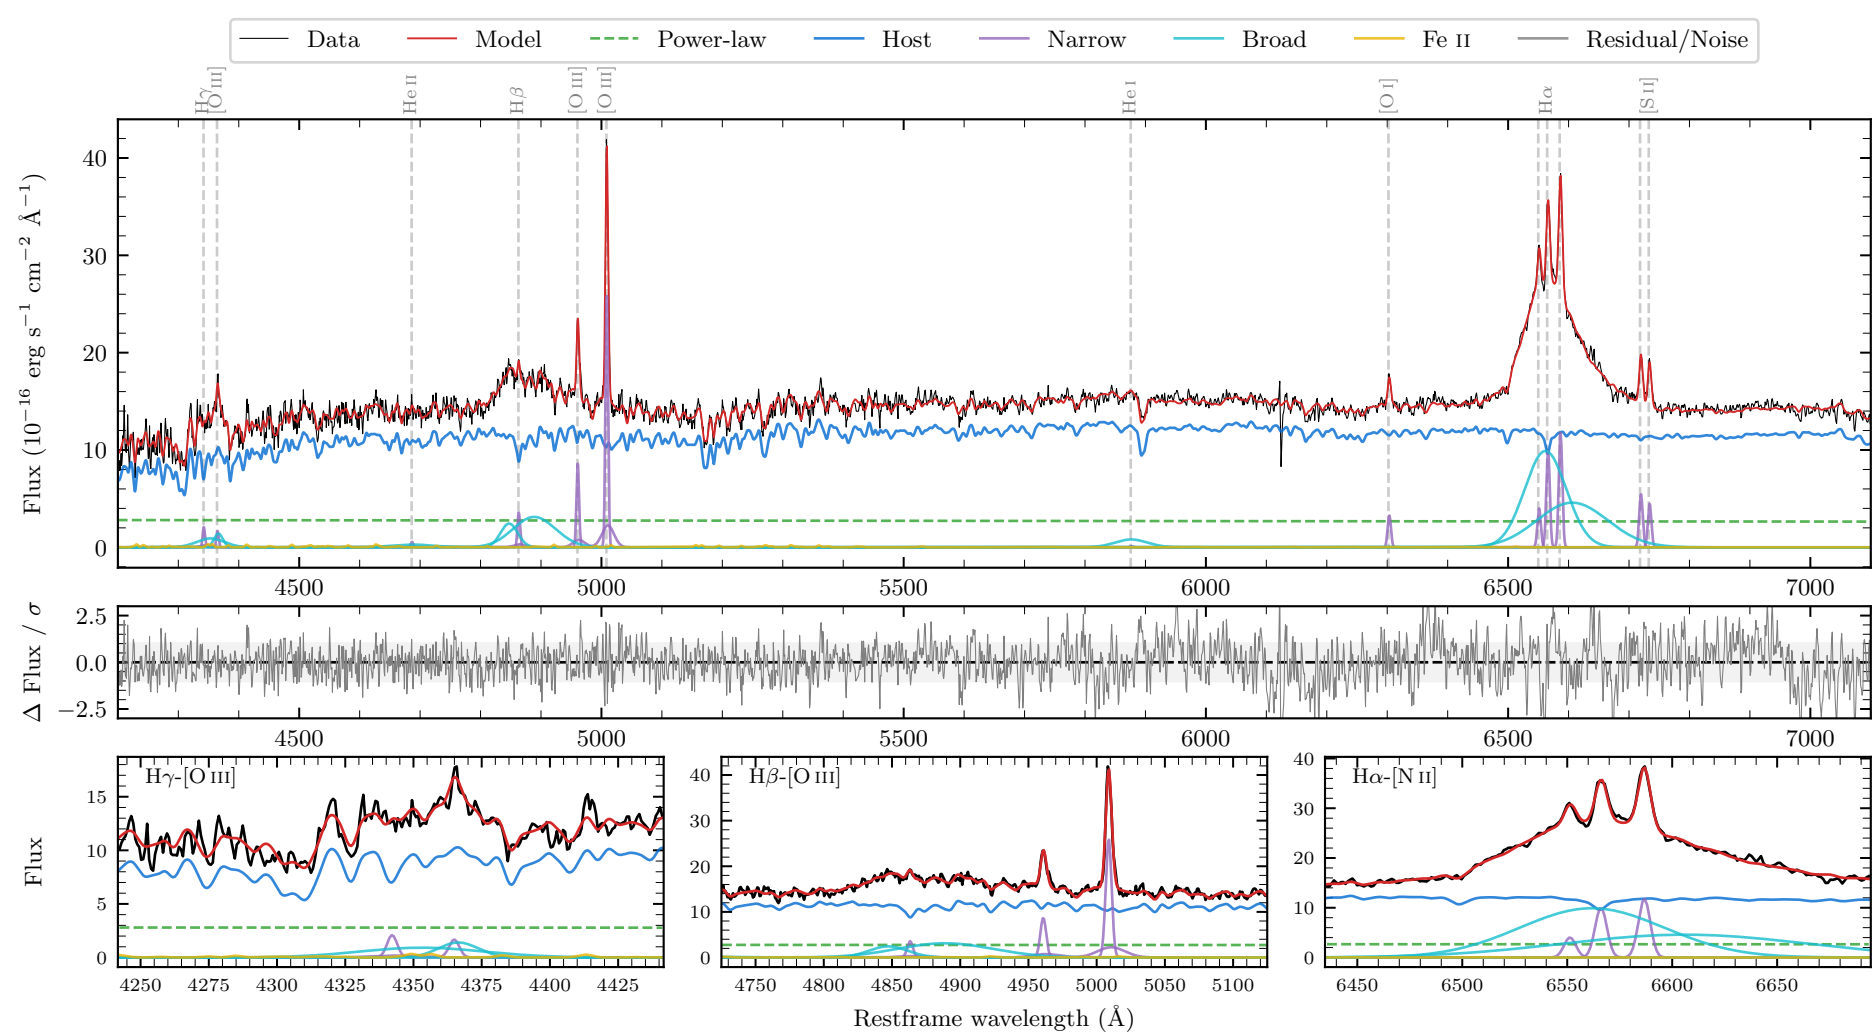 Data Model Power-law Host Narrow Broad Fe II Residual/Noise
Hγ [O III] He II Hβ [O III] [O III] He I [O I] Hα [S II]
Flux (10⁻¹⁶ erg s⁻¹ cm⁻² Å⁻¹)
40
30
20
10
0
4500 5000 5500 6000 6500 7000
Δ Flux / σ
2.5
0.0
−2.5
4500 5000 5500 6000 6500 7000
Flux
Hγ-[O III]
15
10
5
0
4250 4275 4300 4325 4350 4375 4400 4425
Hβ-[O III]
40
30
20
10
0
4750 4800 4850 4900 4950 5000 5050 5100
Hα-[N II]
40
30
20
10
0
6450 6500 6550 6600 6650
Restframe wavelength (Å)